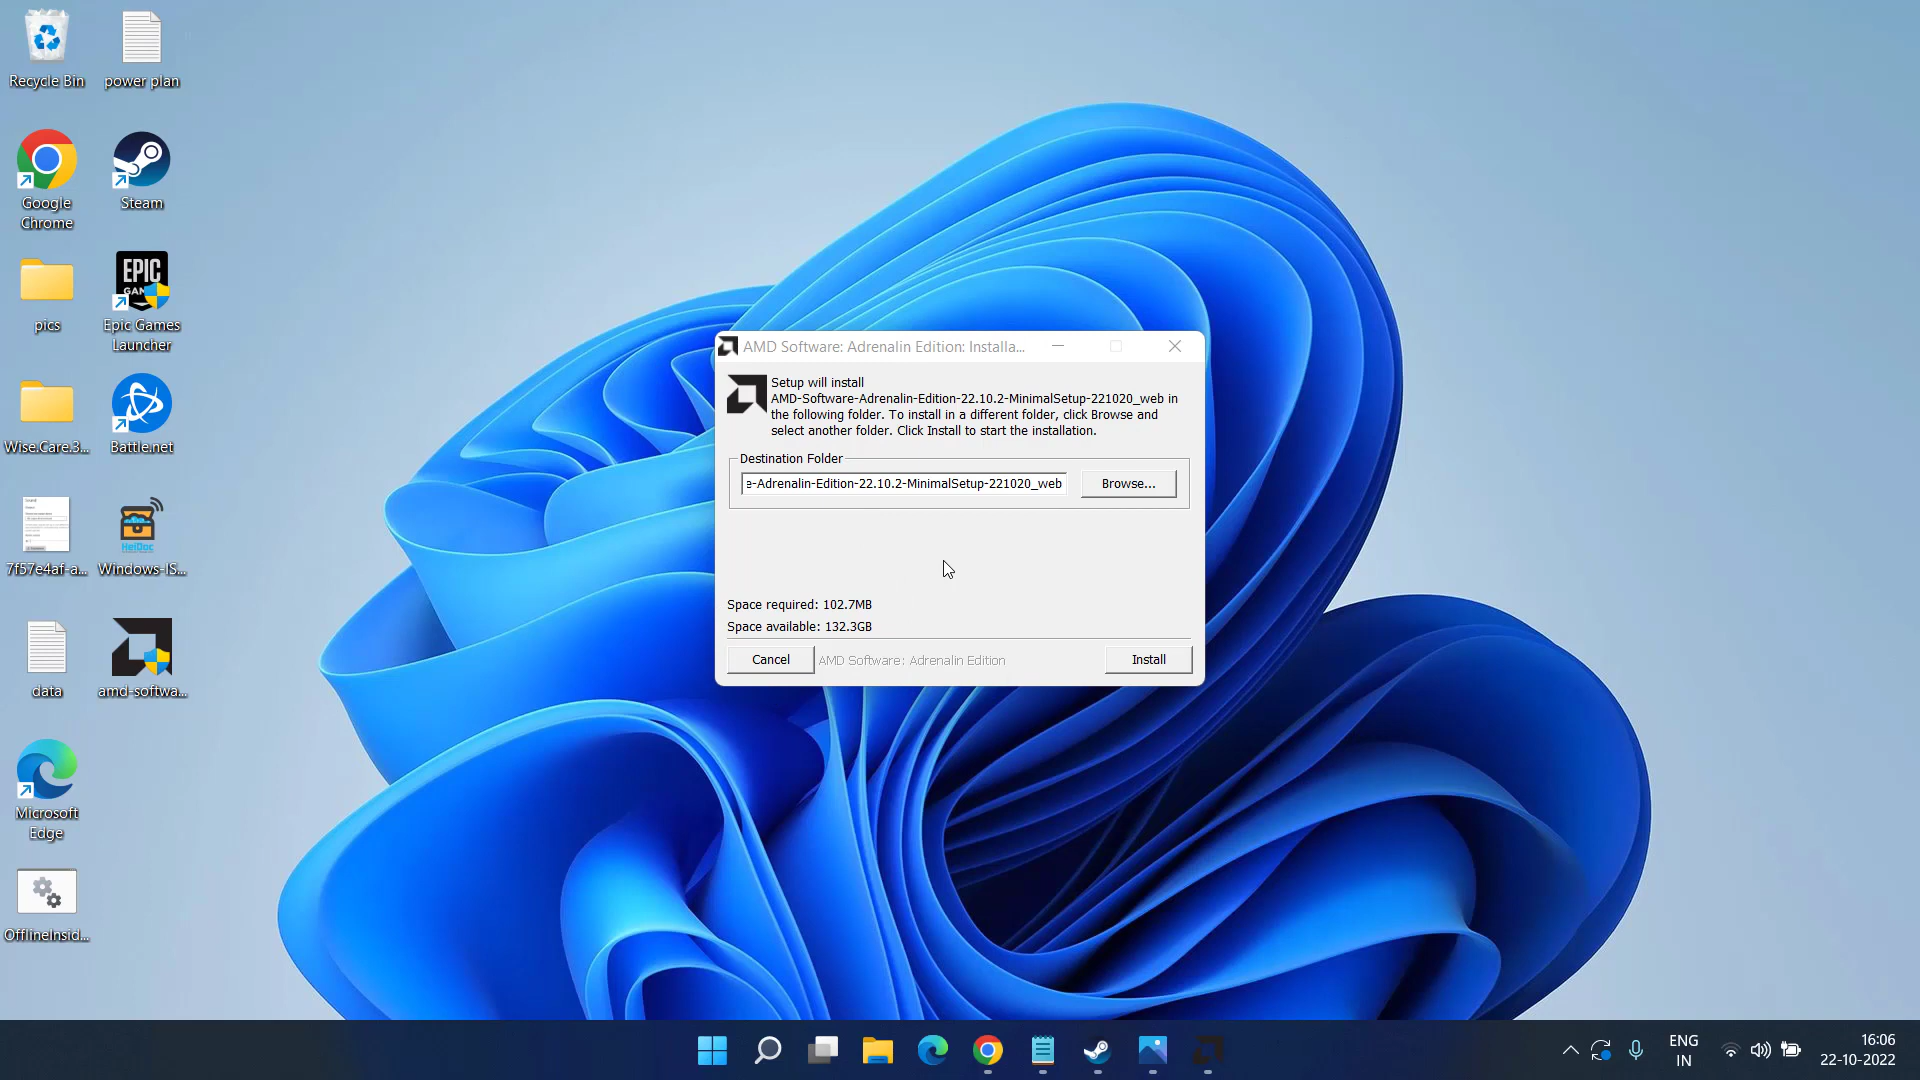 Recycle Bin
power plan
Google
Chrome
Steam
EPIC
GAM
pics
Epic Games
Launcher
Wise.Care.3...
Battle.net
HeiDoc
7f57e4af-a...
Windows-IS...
data
amd-softwa...
Microsoft
Edge
OfflineInsid...
AMD Software: Adrenalin Edition: Installa...
Setup will install
AMD-Software-Adrenalin-Edition-22.10.2-MinimalSetup-221020_web in
the following folder. To install in a different folder, click Browse and
select another folder. Click Install to start the installation.
Destination Folder
e-Adrenalin-Edition-22.10.2-MinimalSetup-221020_web
Browse...
Space required: 102.7MB
Space available: 132.3GB
Cancel
AMD Software: Adrenalin Edition
Install
ENG
IN
16:06
22-10-2022